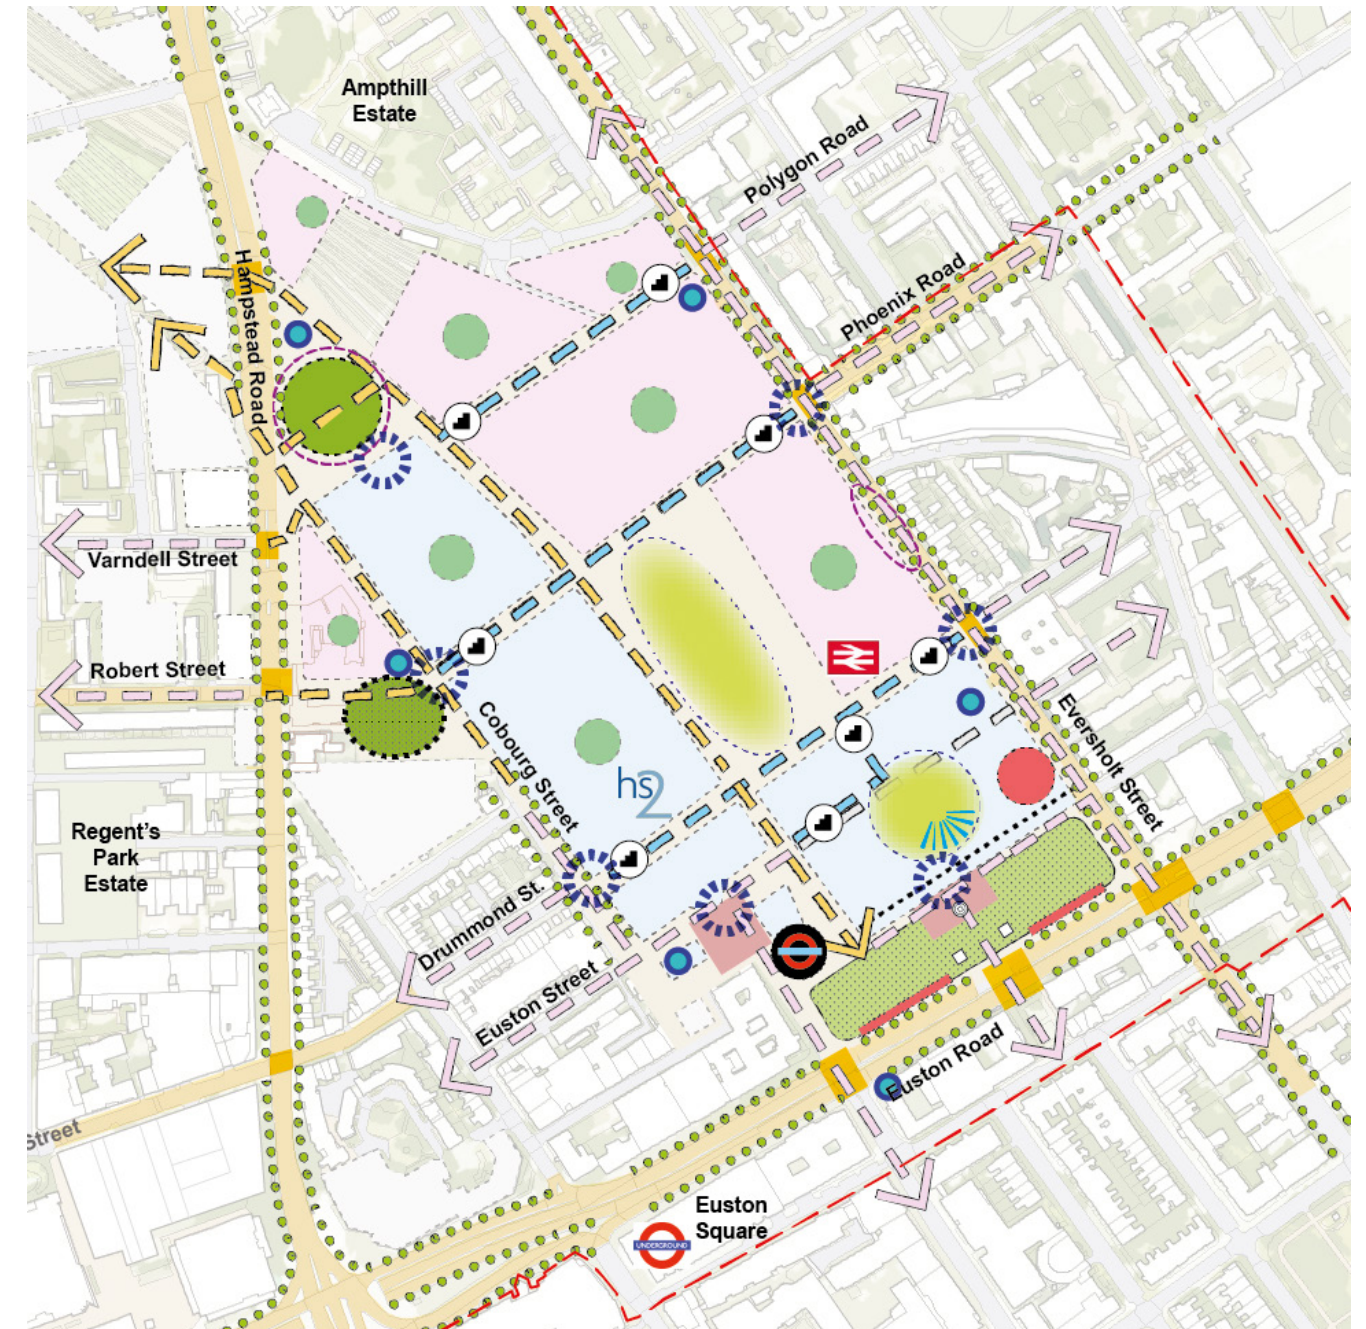 Ampthill
Estate
Polygon Road
Phoenix Road
Hampstead Road
Varndell Street
Robert Street
Cobourg Street
hs2
Eversholt Street
Regent's
Park
Estate
Drummond St.
Euston Street
Euston Road
Street
Euston
Square
UNDERGROUND